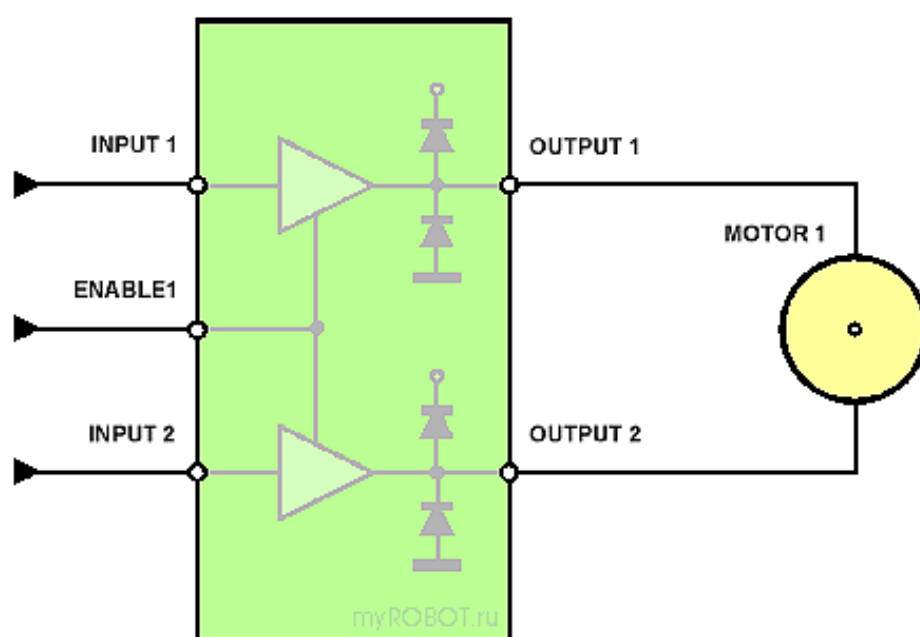 INPUT 1
OUTPUT 1
MOTOR 1
ENABLE1
INPUT 2
OUTPUT 2
myROBOT.ru